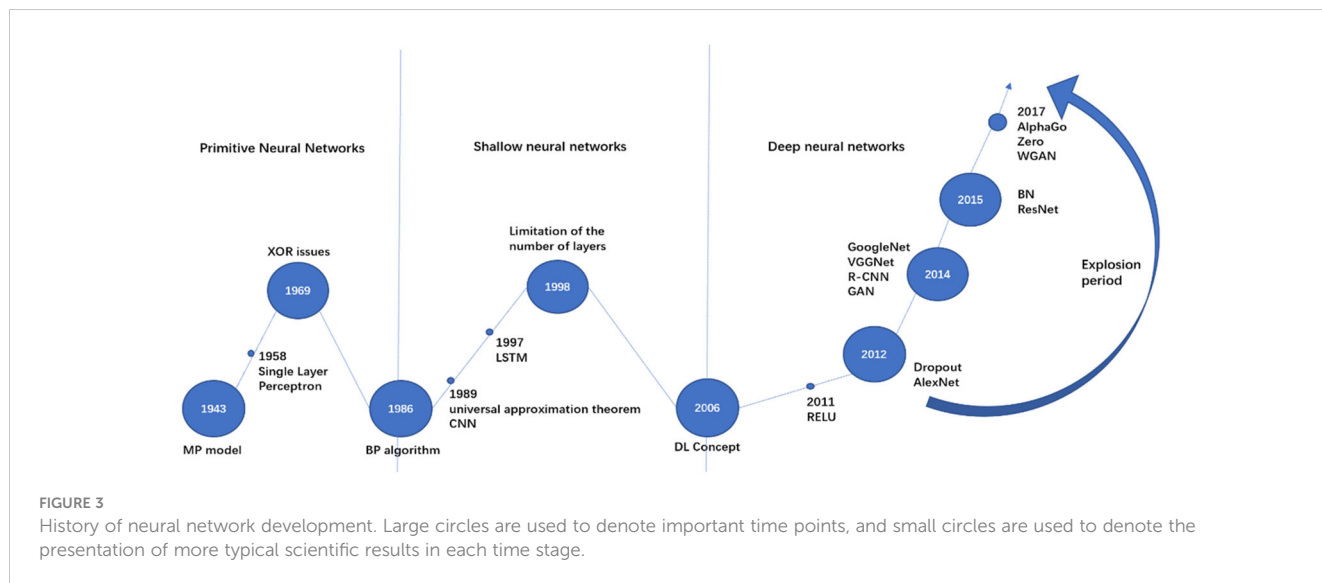 Primitive Neural Networks
Shallow neural networks
Deep neural networks
XOR issues
1969
1958
Single Layer
Perceptron
1943
MP model
1986
BP algorithm
Limitation of the
number of layers
1998
1997
LSTM
1989
universal approximation theorem
CNN
2006
DL Concept
2011
RELU
2012
Dropout
AlexNet
GoogleNet
VGGNet
R-CNN
GAN
2014
2015
BN
ResNet
2017
AlphaGo
Zero
WGAN
Explosion
period
FIGURE 3
History of neural network development. Large circles are used to denote important time points, and small circles are used to denote the
presentation of more typical scientific results in each time stage.